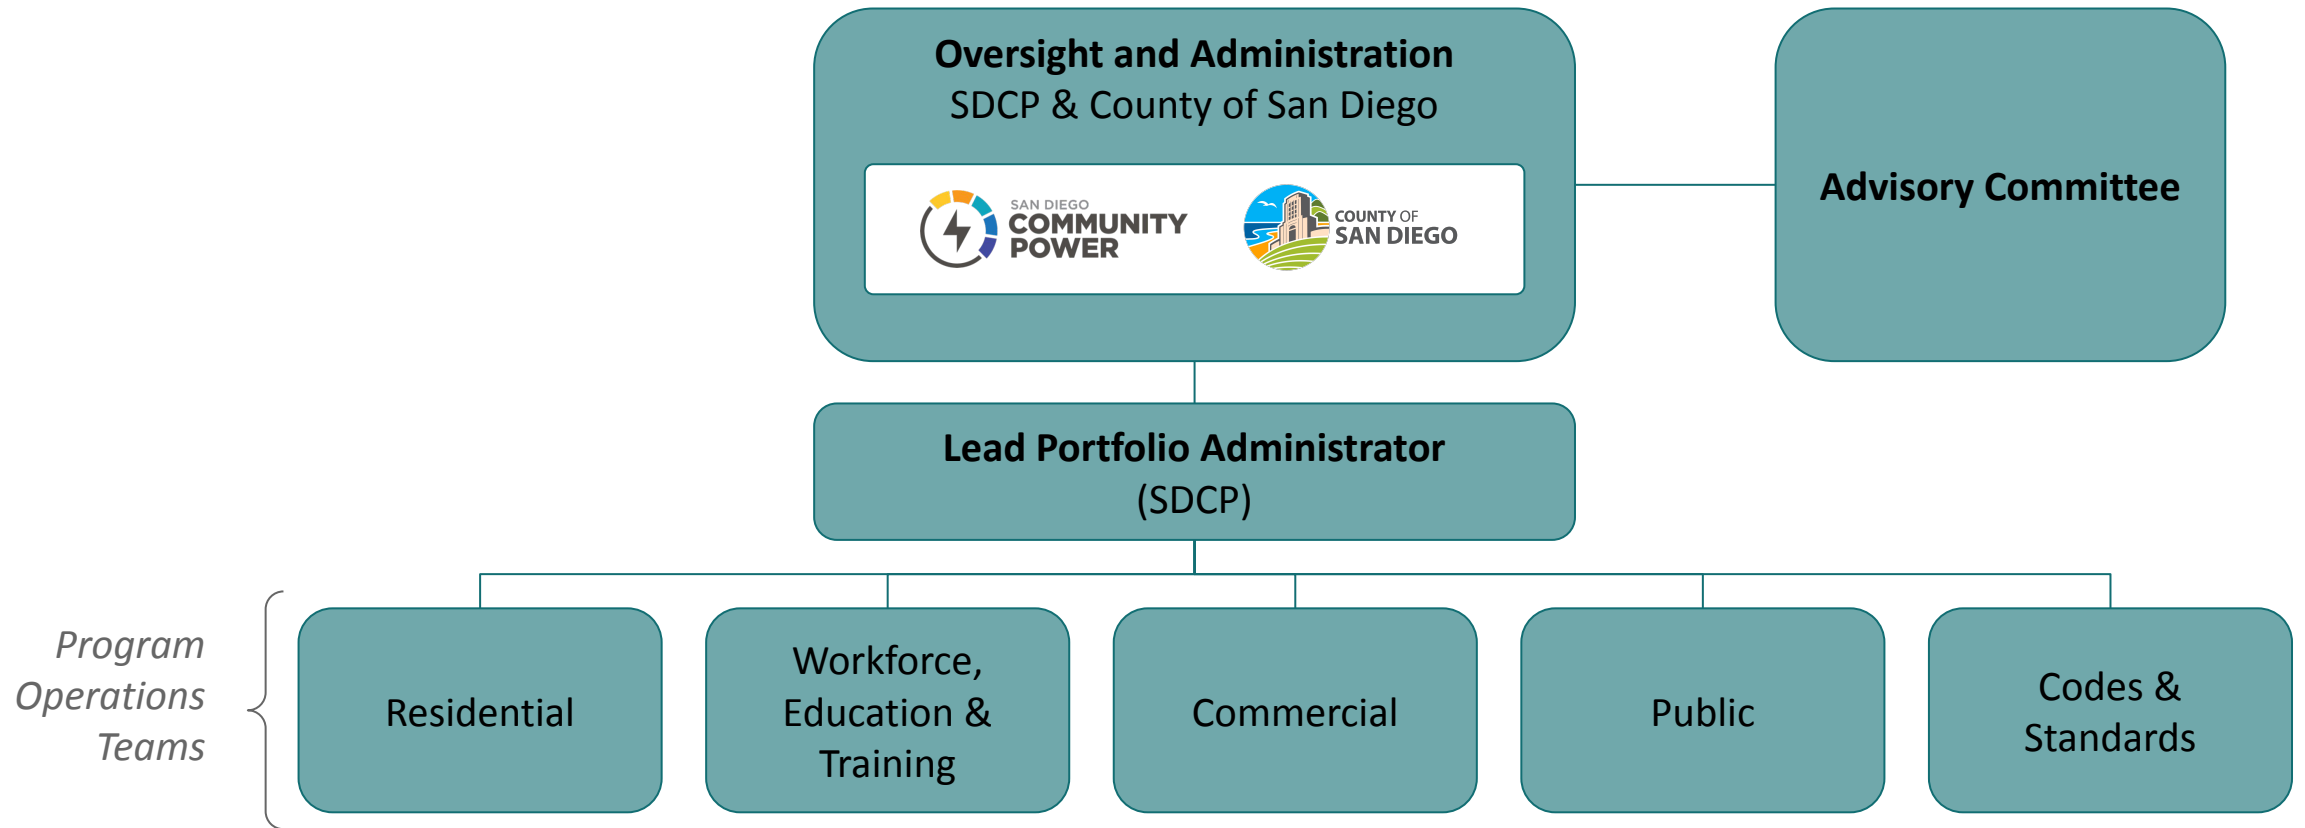 Oversight and Administration
SDCP & County of San Diego
SAN DIEGO
COMMUNITY
POWER
COUNTY OF
SAN DIEGO
Advisory Committee
Lead Portfolio Administrator
(SDCP)
Program
Operations
Teams
Residential
Workforce,
Education &
Training
Commercial
Public
Codes &
Standards